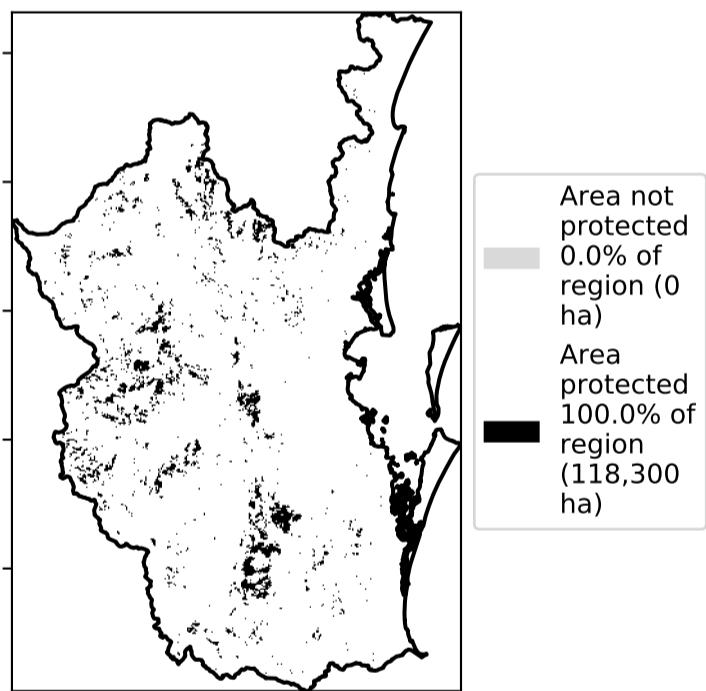 Area not
protected
0.0% of
region (0
ha)
Area
protected
100.0% of
region
(118,300
ha)